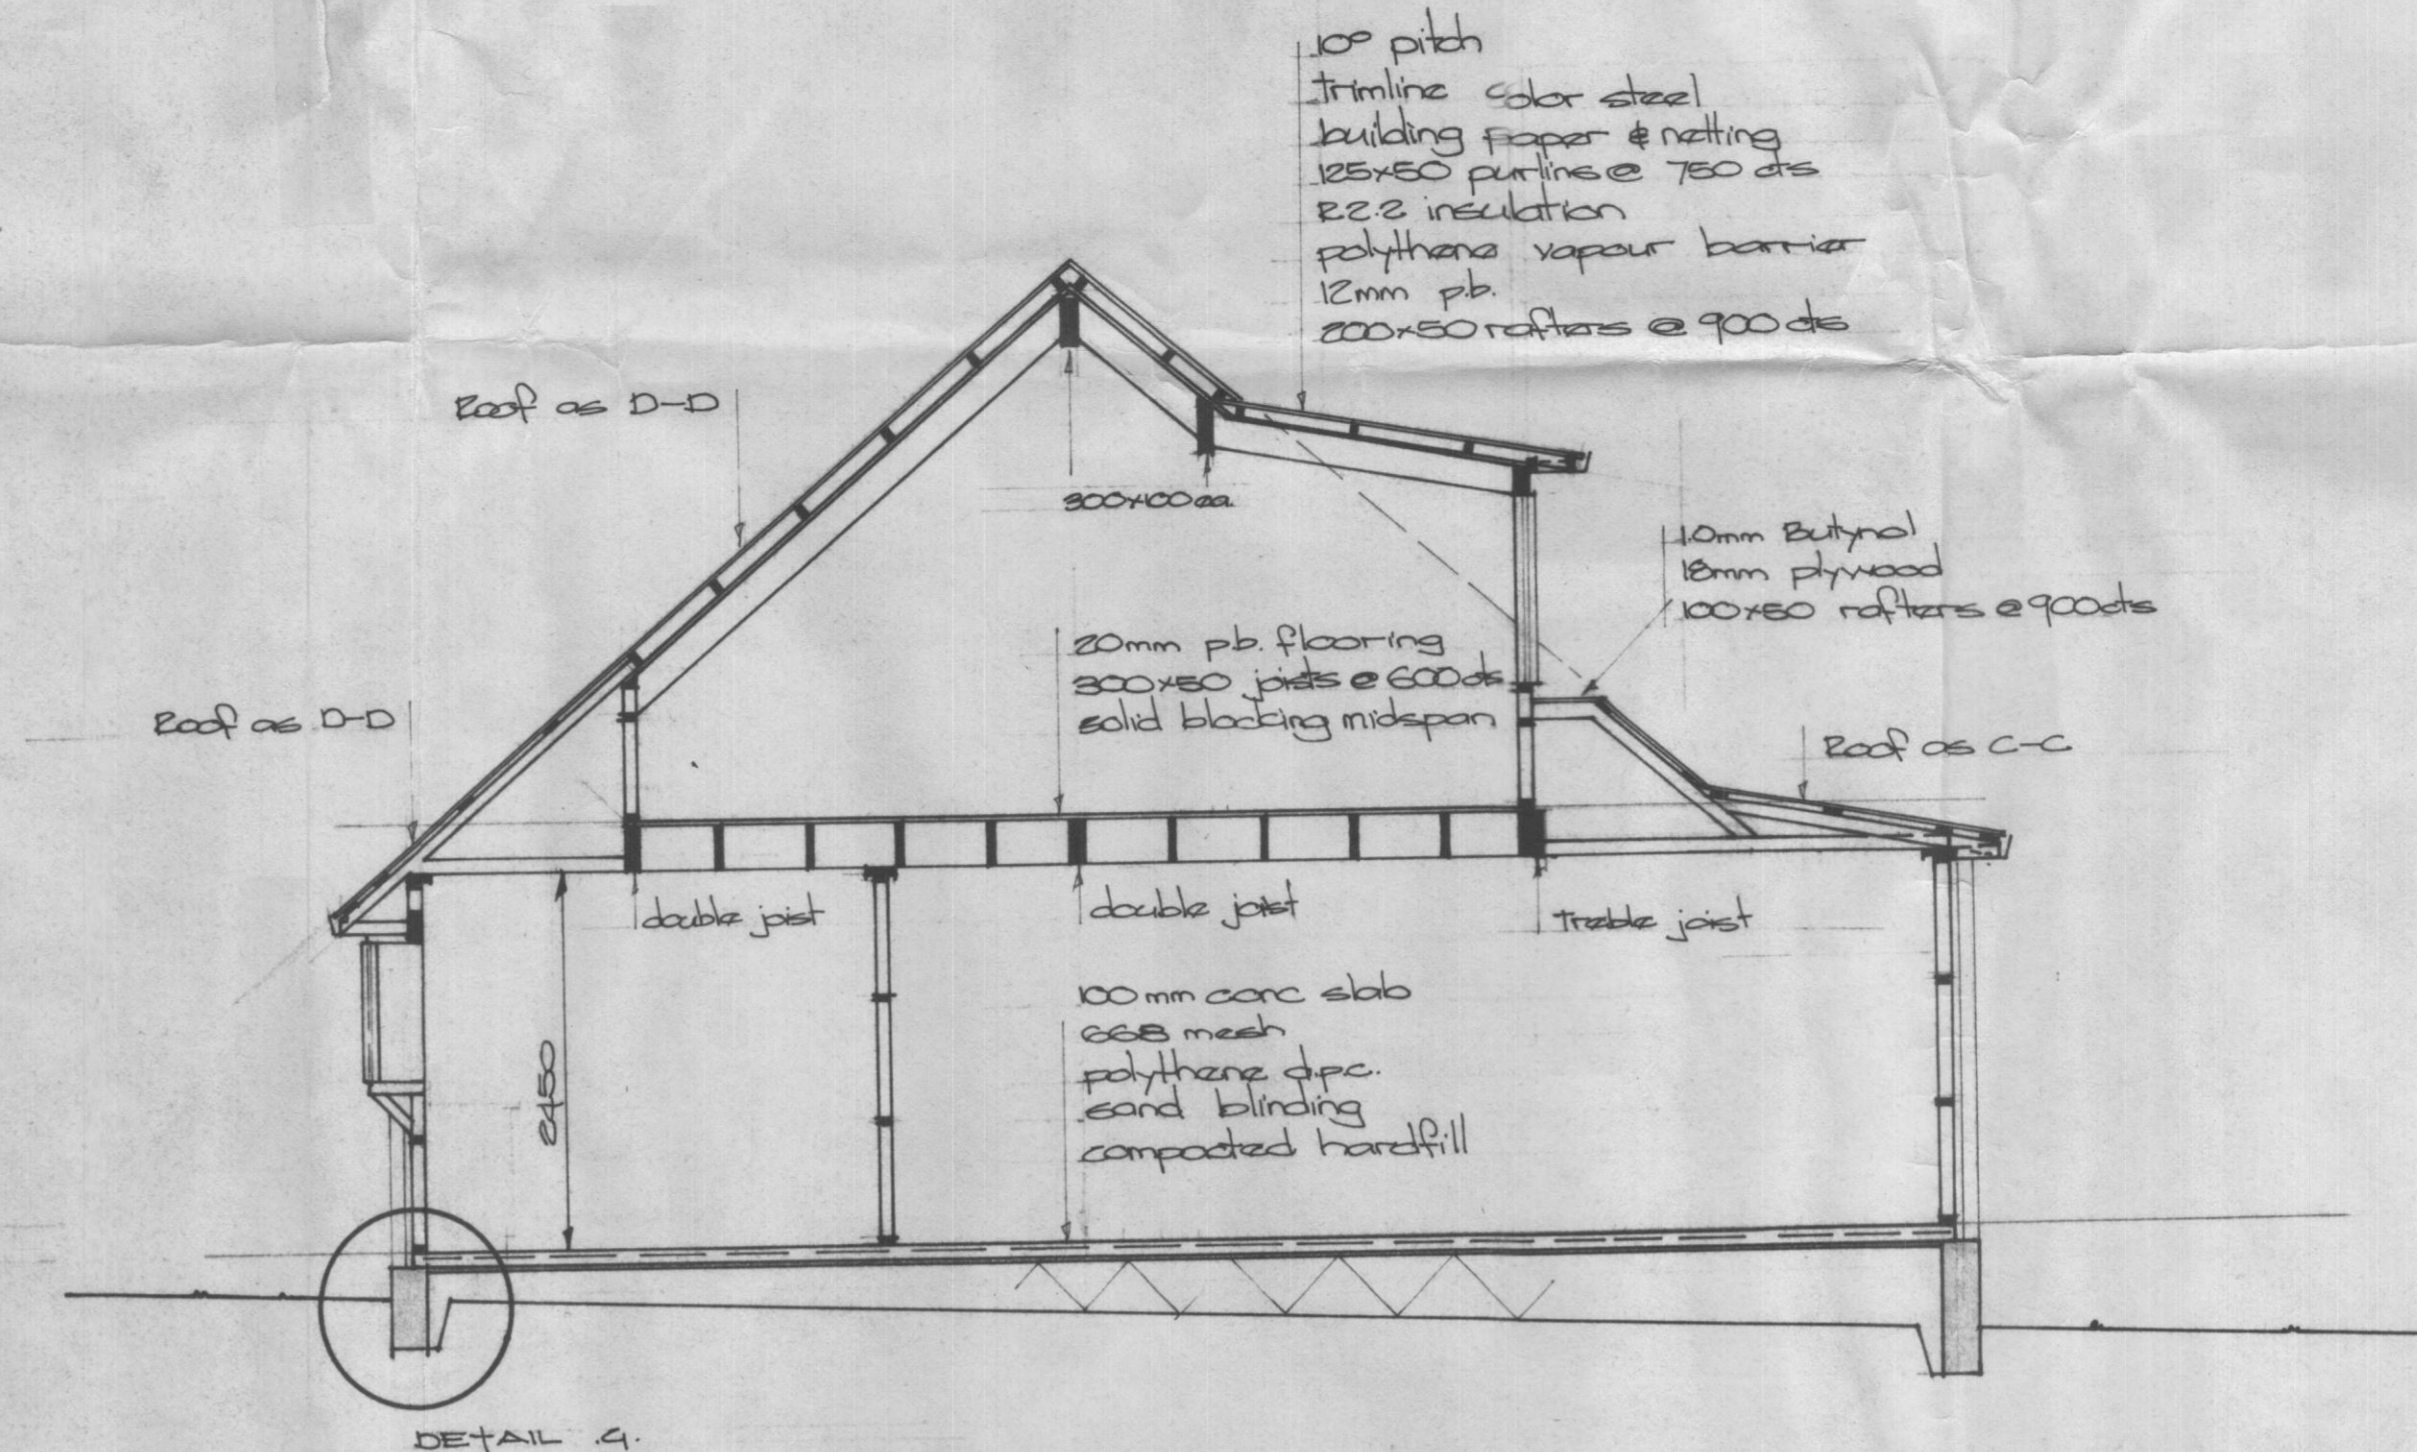 10° pitch
trimline color steel
building paper & netting
125x50 purlins @ 750 cts
R2.2 insulation
polythene vapour barrier
12mm p.b.
200x50 rafters @ 900 cts
Roof as D-D
300x100 ea.
1.0mm Butynol
18mm plywood
100x50 rafters @ 900 cts
20mm p.b. flooring
300x50 joists @ 600 cts
solid blocking midspan
Roof as D-D
Roof as C-C
double joist
double joist
Treble joist
2450
100mm conc slab
668 mesh
polythene d.p.c.
sand blinding
compacted hardfill
DETAIL .G.